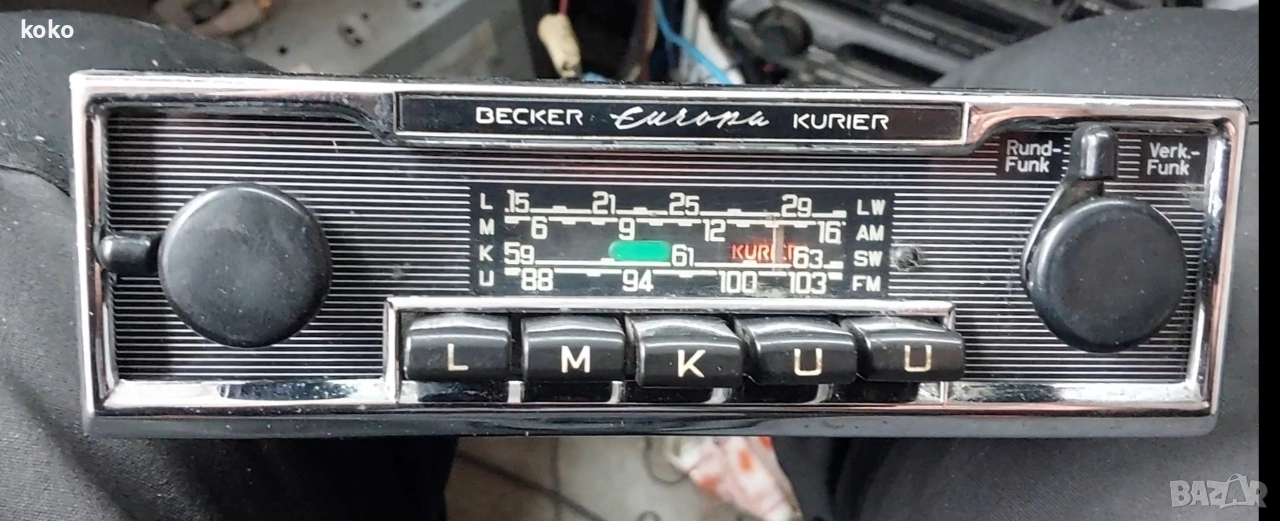 koko
BECKER Europa KURIER
Rund-
Funk
Verk.-
Funk
L .15 21 25 29 LW
M 6 9 12 16 AM
K 59 61 KURIER 63 SW
U 88 94 100 103 FM
L M K U U
BAZAR